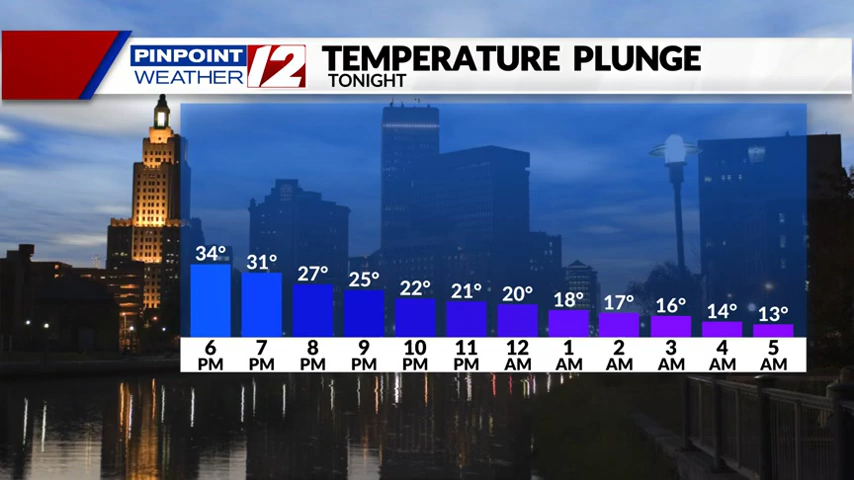 PINPOINT
WEATHER
12
TEMPERATURE PLUNGE
TONIGHT
34° 31° 27° 25° 22° 21° 20° 18° 17° 16° 14° 13°
6 7 8 9 10 11 12 1 2 3 4 5
PM PM PM PM PM PM AM AM AM AM AM AM